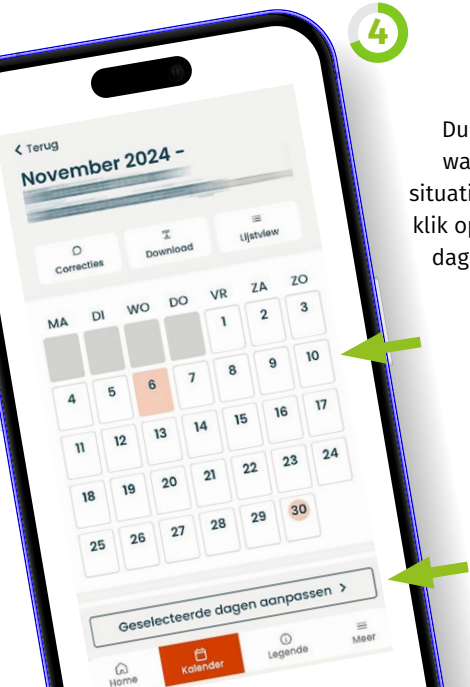 4
Du
wa
situati
klik op
dag
< Terug
November 2024 -
Correcties
Download
Lijstview
MA DI WO DO VR ZA ZO
1 2 3
4 5 6 7 8 9 10
11 12 13 14 15 16 17
18 19 20 21 22 23 24
25 26 27 28 29 30
Geselecteerde dagen aanpassen >
Home
Kalender
Legende
Meer